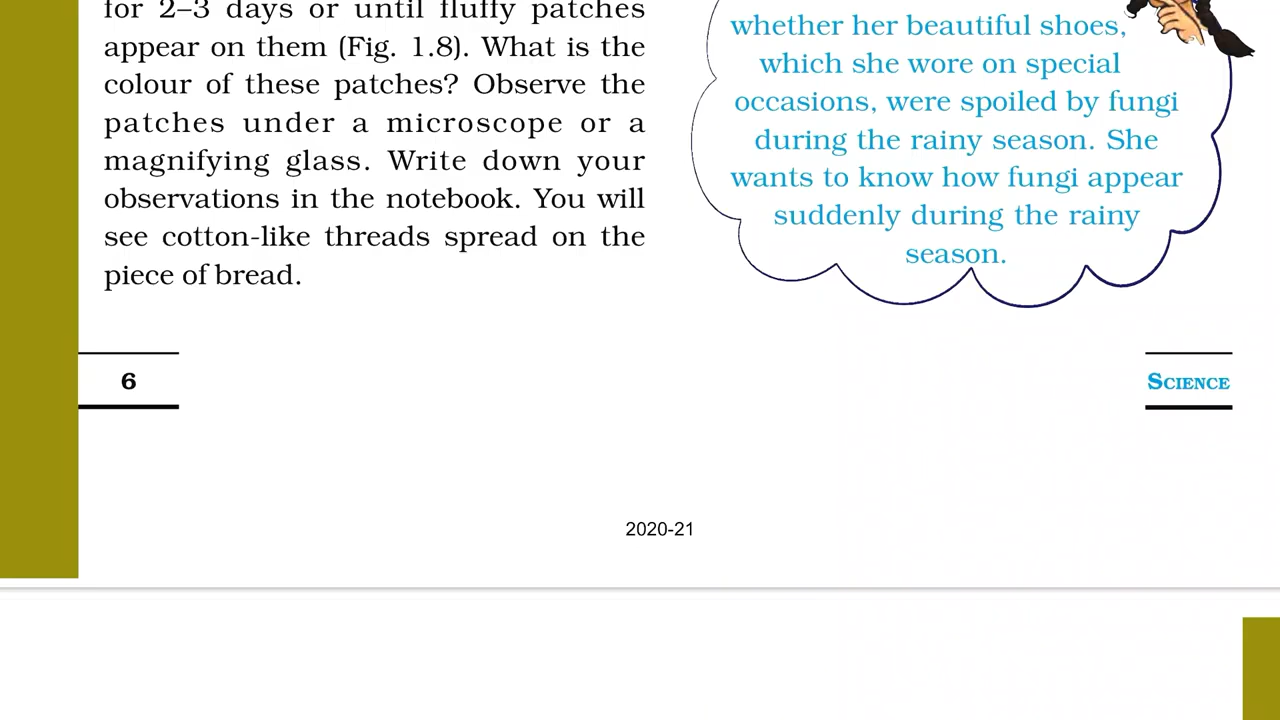 for 2–3 days or until fluffy patches
appear on them (Fig. 1.8). What is the
colour of these patches? Observe the
patches under a microscope or a
magnifying glass. Write down your
observations in the notebook. You will
see cotton-like threads spread on the
piece of bread.
whether her beautiful shoes,
which she wore on special
occasions, were spoiled by fungi
during the rainy season. She
wants to know how fungi appear
suddenly during the rainy
season.
6
SCIENCE
2020-21